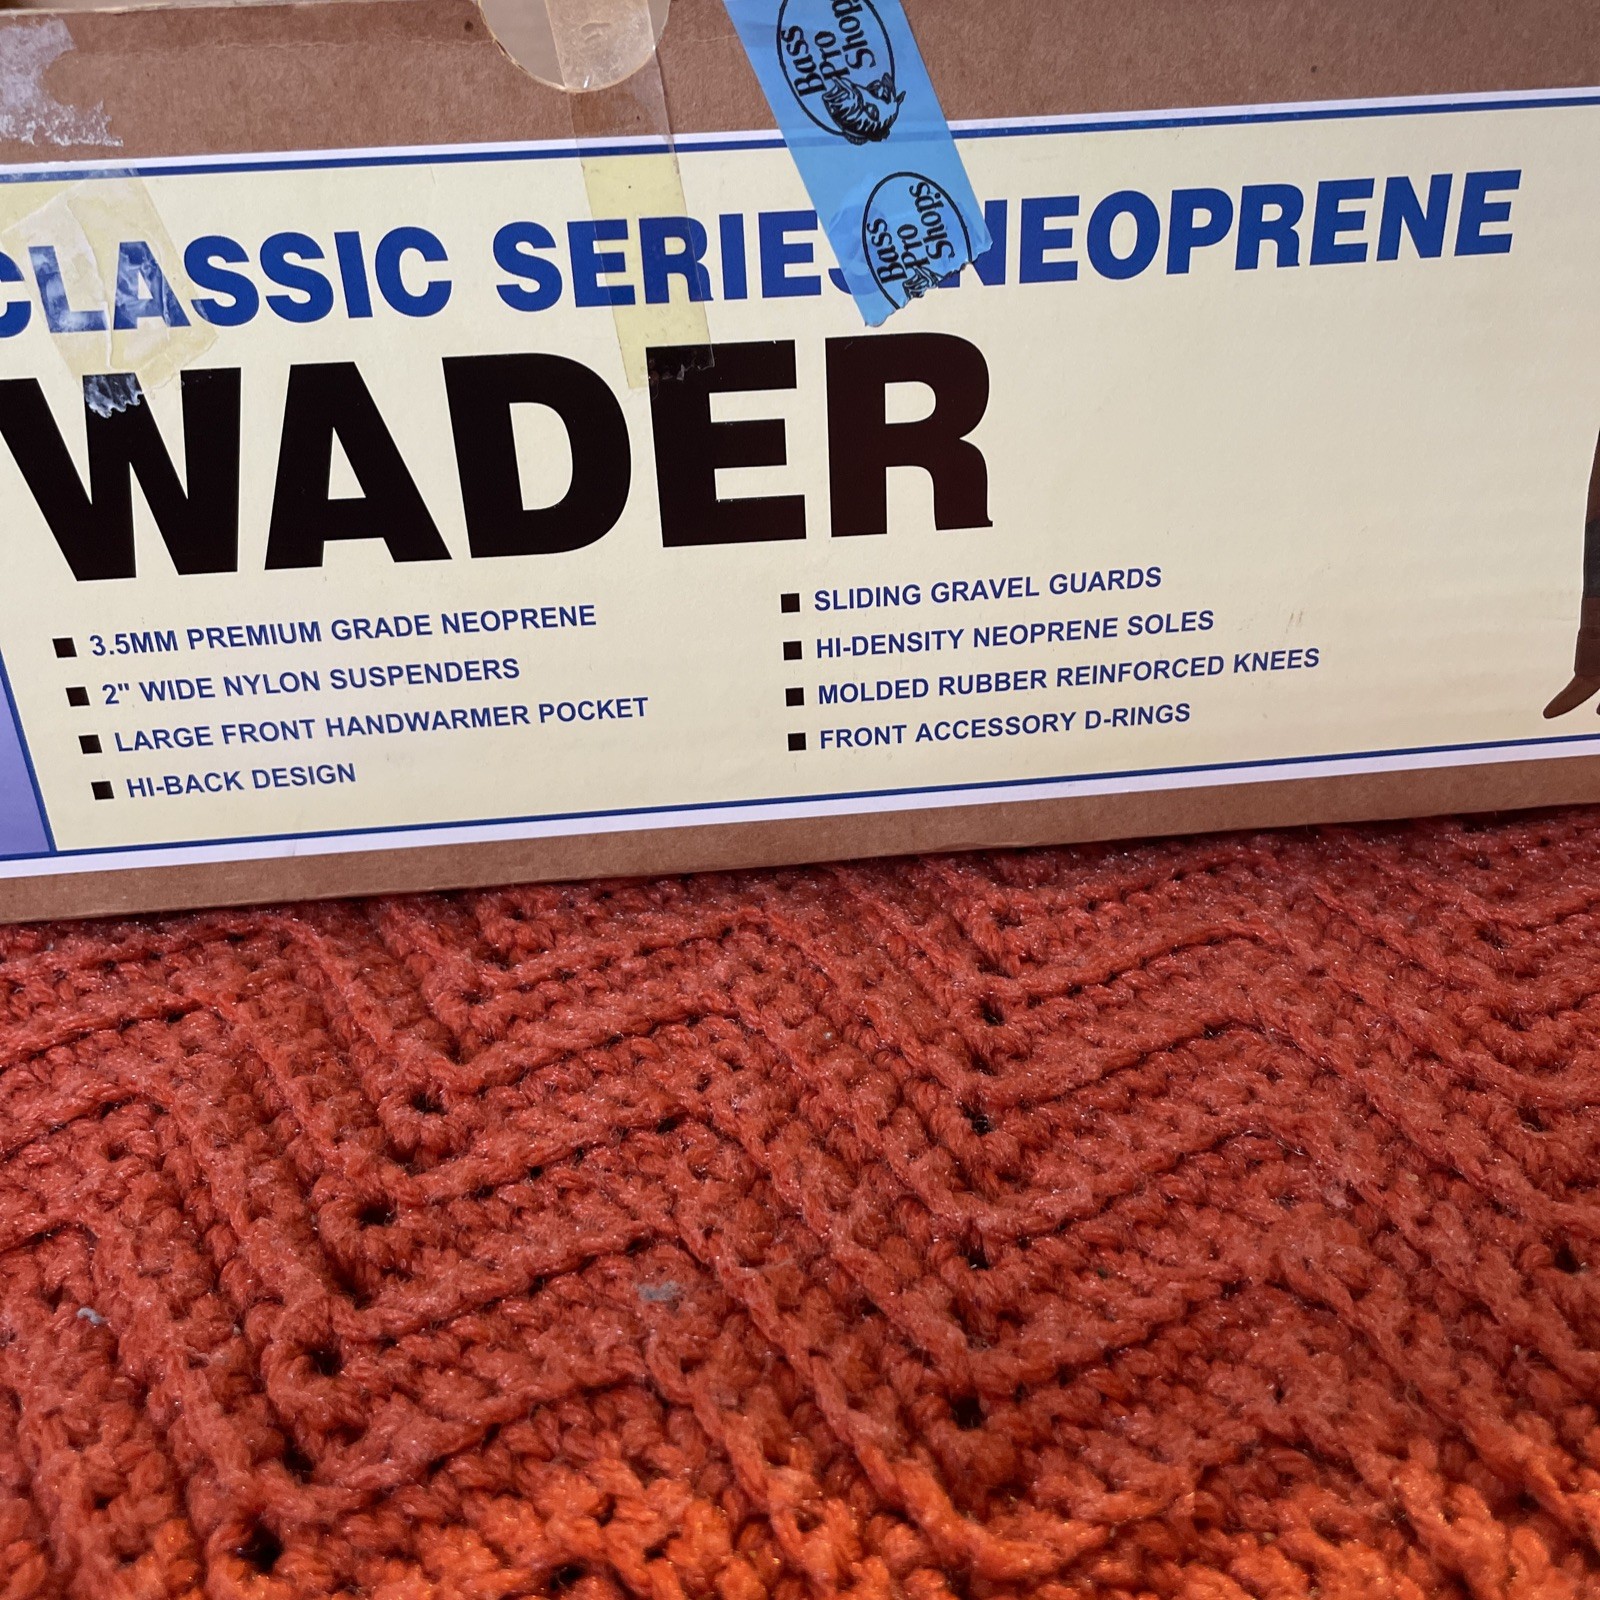 Bass
Pro
Shops
Bass
Pro
Shops
CLASSIC SERIES NEOPRENE
WADER
■ 3.5MM PREMIUM GRADE NEOPRENE
■ 2" WIDE NYLON SUSPENDERS
■ LARGE FRONT HANDWARMER POCKET
■ HI-BACK DESIGN
■ SLIDING GRAVEL GUARDS
■ HI-DENSITY NEOPRENE SOLES
■ MOLDED RUBBER REINFORCED KNEES
■ FRONT ACCESSORY D-RINGS